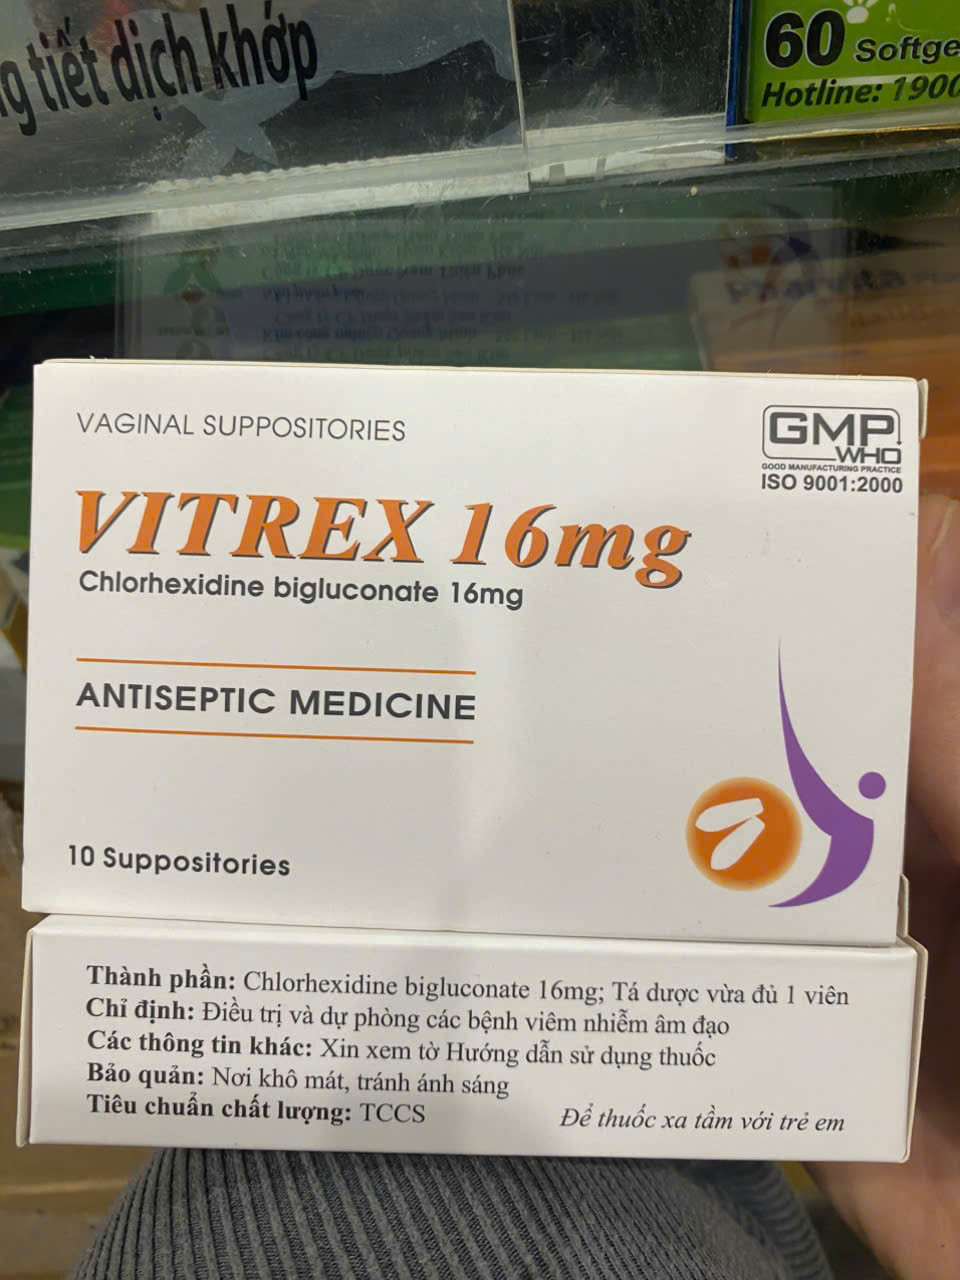 tiết dịch khớp
60 Softge
Hotline: 1900
VAGINAL SUPPOSITORIES
GMP
WHO
GOOD MANUFACTURING PRACTICE
ISO 9001:2000
VITREX 16mg
Chlorhexidine bigluconate 16mg
ANTISEPTIC MEDICINE
10 Suppositories
Thành phần: Chlorhexidine bigluconate 16mg; Tá dược vừa đủ 1 viên
Chỉ định: Điều trị và dự phòng các bệnh viêm nhiễm âm đạo
Các thông tin khác: Xin xem tờ Hướng dẫn sử dụng thuốc
Bảo quản: Nơi khô mát, tránh ánh sáng
Tiêu chuẩn chất lượng: TCCS
Để thuốc xa tầm với trẻ em